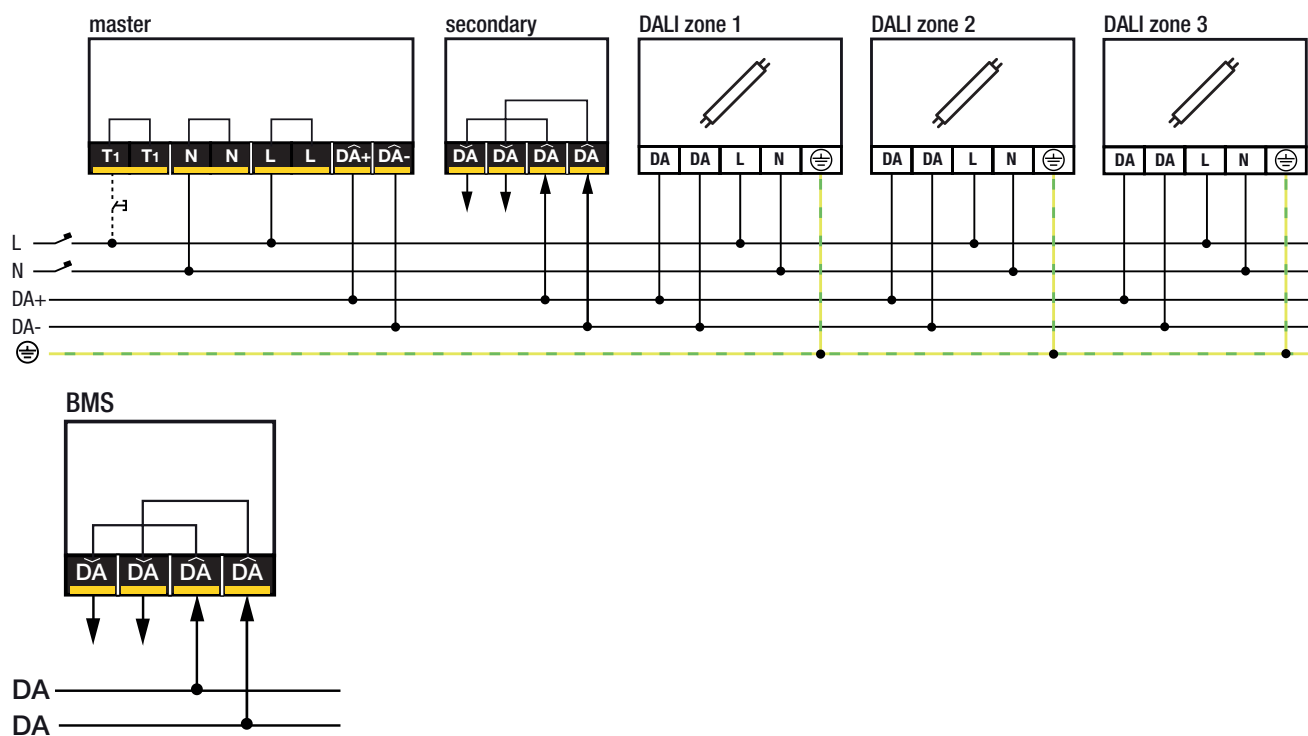 master secondary DALI zone 1 DALI zone 2 DALI zone 3
T1 T1 N N L L DA+ DA- DA DA DA DA DA DA L N DA DA L N DA DA L N
L
N
DA+
DA-
BMS
DA DA DA DA
DA
DA